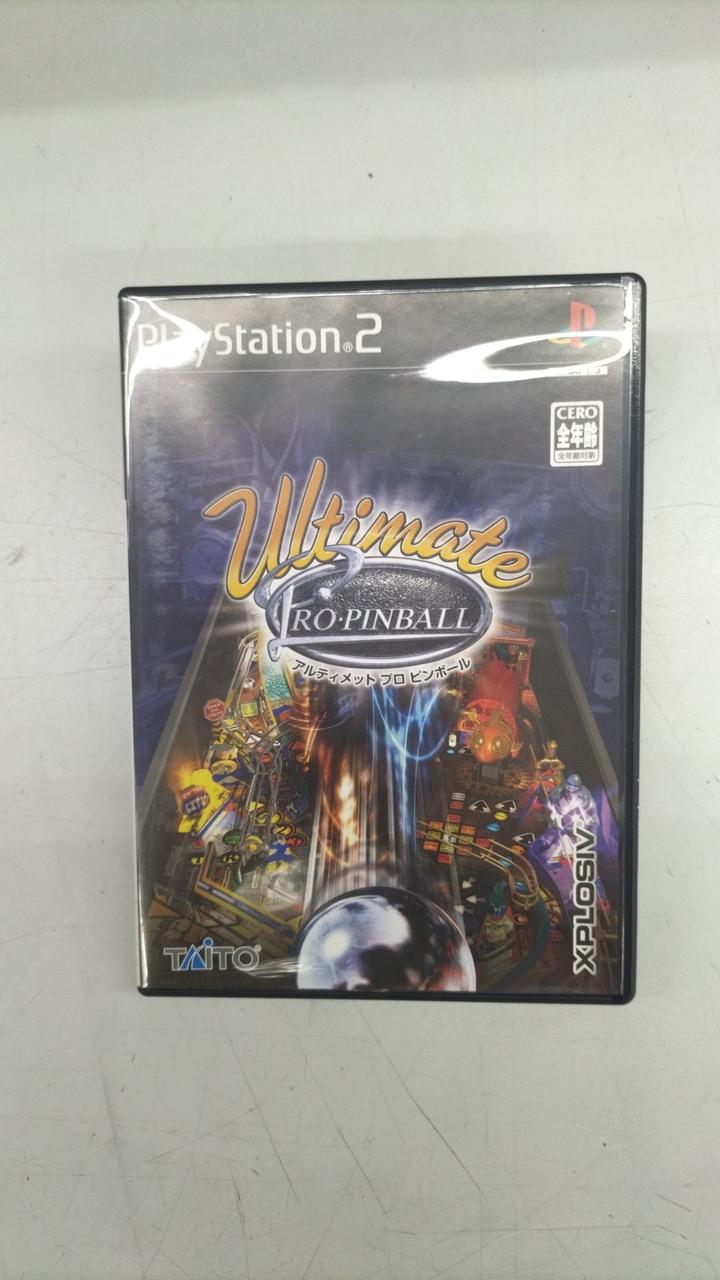 PlayStation®2
CERO
全年齢
全年齢対象
Ultimate
PRO·PINBALL
アルティメット プロ ピンボール
TAITO®
XPLOSIV